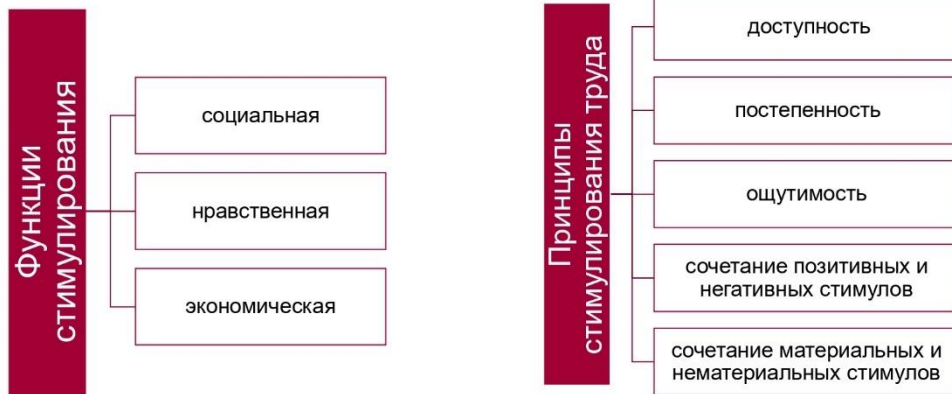 Функции
стимулирования
социальная
нравственная
экономическая
Принципы
стимулирования труда
доступность
постепенность
ощутимость
сочетание позитивных и
негативных стимулов
сочетание материальных и
нематериальных стимулов